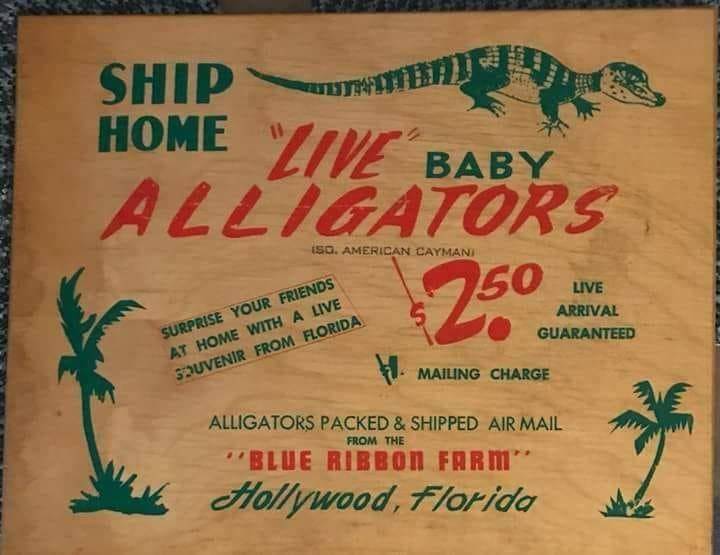 SHIP
HOME
"LIVE" BABY
ALLIGATORS
(SO. AMERICAN CAYMAN)
$2.50
LIVE
ARRIVAL
GUARANTEED
SURPRISE YOUR FRIENDS
AT HOME WITH A LIVE
SOUVENIR FROM FLORIDA
$1. MAILING CHARGE
ALLIGATORS PACKED & SHIPPED AIR MAIL
FROM THE
"BLUE RIBBON FARM"
Hollywood, Florida